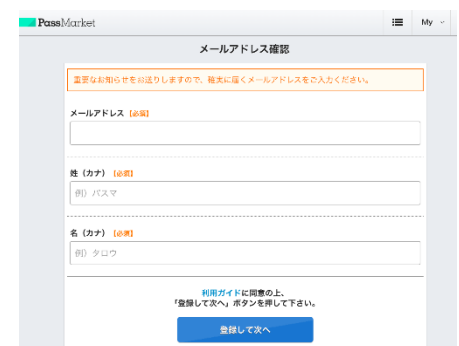 PassMarket
My
メールアドレス確認
重要なお知らせをお送りしますので、確実に届くメールアドレスをご入力ください。
メールアドレス【必須】
姓（カナ）【必須】
例）パスマ
名（カナ）【必須】
例）タロウ
利用ガイドに同意の上、
「登録して次へ」ボタンを押して下さい。
登録して次へ